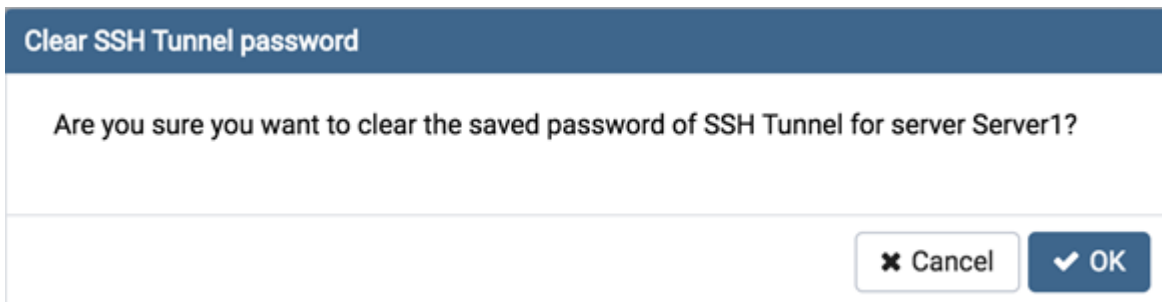 Clear SSH Tunnel password
Are you sure you want to clear the saved password of SSH Tunnel for server Server1?
Cancel
OK